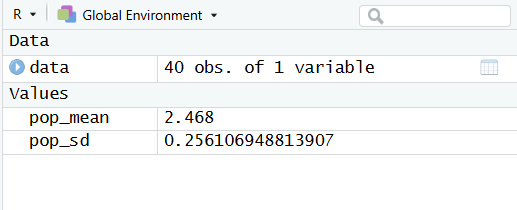 R Global Environment
Data
data 40 obs. of 1 variable
Values
pop_mean 2.468
pop_sd 0.256106948813907